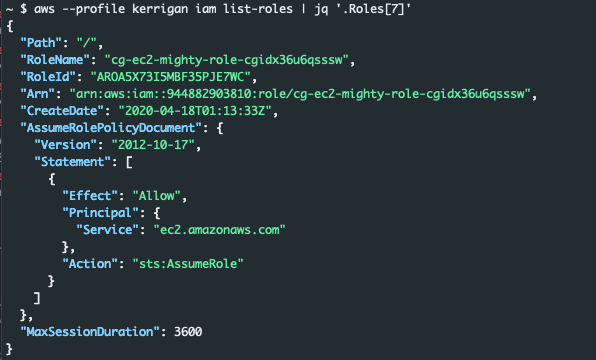 ~ $ aws --profile kerrigan iam list-roles | jq '.Roles[7]'
{
  "Path": "/",
  "RoleName": "cg-ec2-mighty-role-cgidx36u6qsssw",
  "RoleId": "AROA5X73I5MBF35PJE7WC",
  "Arn": "arn:aws:iam::944882903810:role/cg-ec2-mighty-role-cgidx36u6qsssw",
  "CreateDate": "2020-04-18T01:13:33Z",
  "AssumeRolePolicyDocument": {
    "Version": "2012-10-17",
    "Statement": [
      {
        "Effect": "Allow",
        "Principal": {
          "Service": "ec2.amazonaws.com"
        },
        "Action": "sts:AssumeRole"
      }
    ]
  },
  "MaxSessionDuration": 3600
}